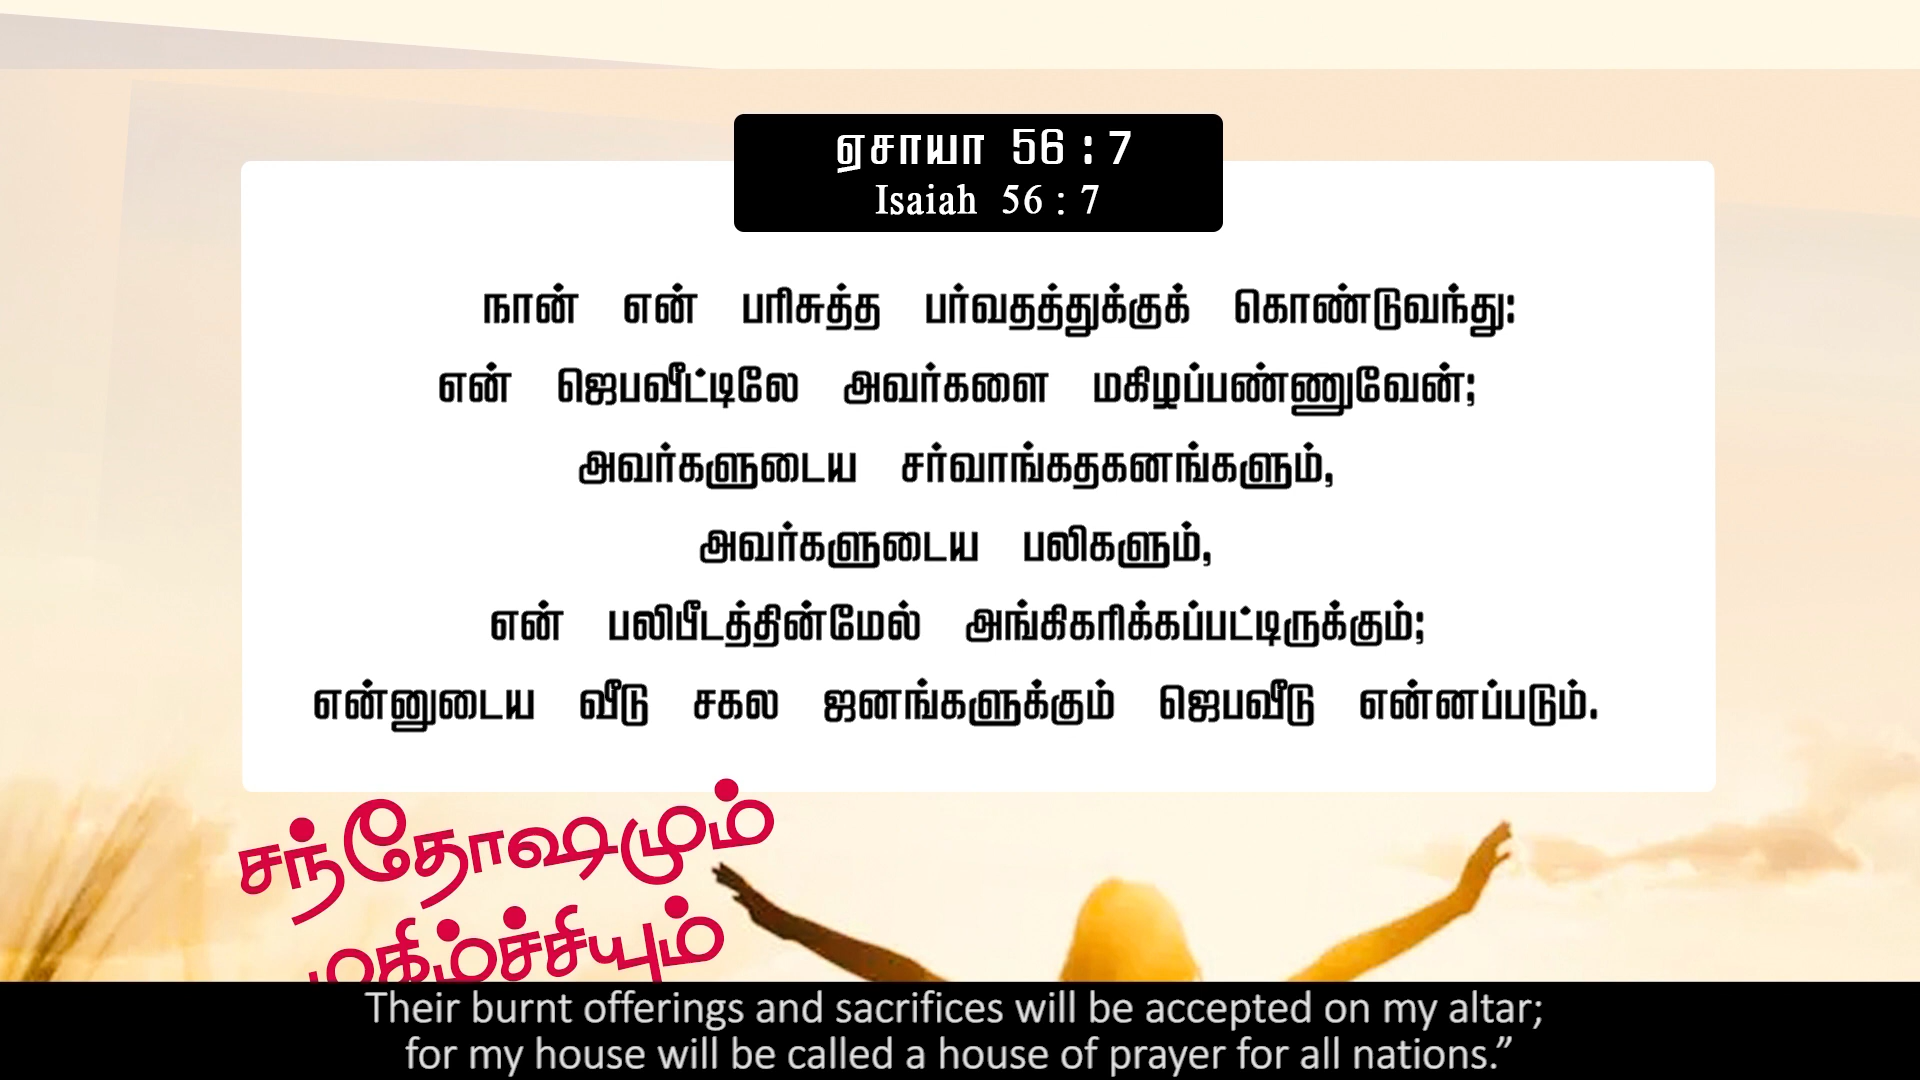 ஏசாயா 56 : 7
Isaiah 56 : 7
நான் என் பரிசுத்த பர்வதத்துக்குக் கொண்டுவந்து:
என் ஜெபவீட்டிலே அவர்களை மகிழப்பண்ணுவேன்;
அவர்களுடைய சர்வாங்கதகனங்களும்,
அவர்களுடைய பலிகளும்,
என் பலிபீடத்தின்மேல் அங்கிகரிக்கப்பட்டிருக்கும்;
என்னுடைய வீடு சகல ஜனங்களுக்கும் ஜெபவீடு என்னப்படும்.
சந்தோஷமும்
மகிழ்ச்சியும்
Their burnt offerings and sacrifices will be accepted on my altar;
for my house will be called a house of prayer for all nations.”